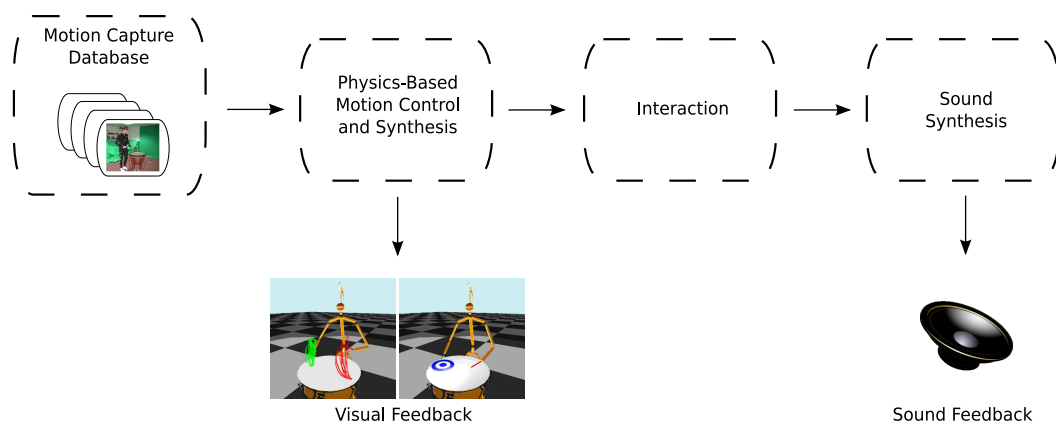 Motion Capture
Database
Physics-Based
Motion Control
and Synthesis
Interaction
Sound
Synthesis
Visual Feedback
Sound Feedback